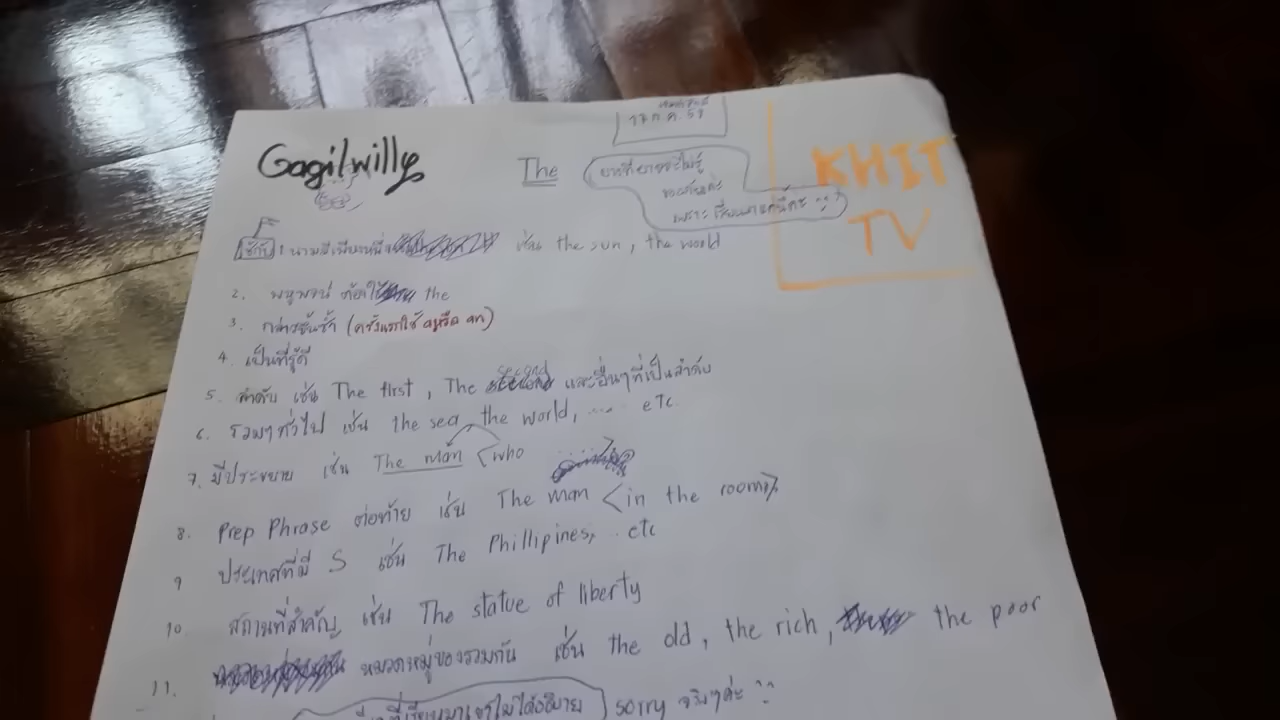 17 ก.ค. 59
Gagilwilly
The
KHIT
TV
ใช้กับ 1 นามมีเพียงหนึ่ง เช่น the sun, the world
2. พหูพจน์ ต้องใช้ the
3. กล่าวซ้ำ (ครั้งแรกใช้ a หรือ an)
4. เป็นที่รู้ดี
5. ลำดับ เช่น The first, The second และอื่นๆที่เป็นลำดับ
6. รวมๆทั่วไป เช่น the sea, the world, .... etc.
7. มีประขยาย เช่น The man <who ......>
8. Prep Phrase ต่อท้าย เช่น The man <in the room>
9 ประเทศที่มี S เช่น The Phillipines, .. etc
10 สถานที่สำคัญ เช่น The statue of liberty
11. หมวดหมู่ของรวมกัน เช่น the old, the rich, the poor
sorry จริงๆค่ะ